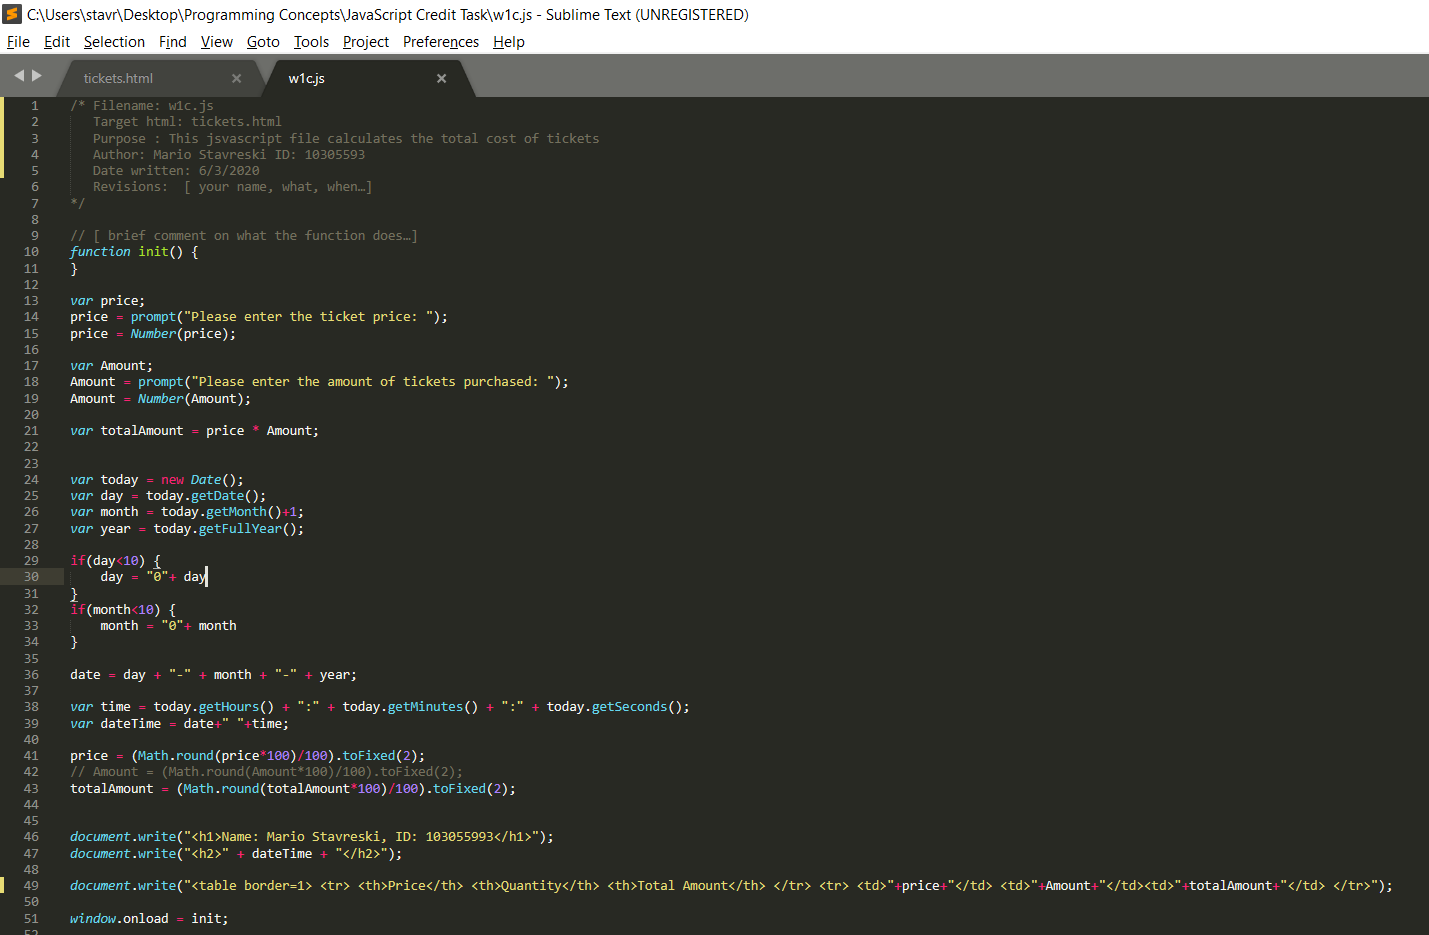 C:\Users\stavr\Desktop\Programming Concepts\JavaScript Credit Task\w1c.js - Sublime Text (UNREGISTERED)
File Edit Selection Find View Goto Tools Project Preferences Help
tickets.html × w1c.js ×
1 /* Filename: w1c.js
2 Target html: tickets.html
3 Purpose : This jsvascript file calculates the total cost of tickets
4 Author: Mario Stavreski ID: 10305593
5 Date written: 6/3/2020
6 Revisions:  [ your name, what, when…]
7 */
8
9 // [ brief comment on what the function does…]
10 function init() {
11 }
12
13 var price;
14 price = prompt("Please enter the ticket price: ");
15 price = Number(price);
16
17 var Amount;
18 Amount = prompt("Please enter the amount of tickets purchased: ");
19 Amount = Number(Amount);
20
21 var totalAmount = price * Amount;
22
23
24 var today = new Date();
25 var day = today.getDate();
26 var month = today.getMonth()+1;
27 var year = today.getFullYear();
28
29 if(day<10) {
30     day = "0"+ day
31 }
32 if(month<10) {
33     month = "0"+ month
34 }
35
36 date = day + "-" + month + "-" + year;
37
38 var time = today.getHours() + ":" + today.getMinutes() + ":" + today.getSeconds();
39 var dateTime = date+" "+time;
40
41 price = (Math.round(price*100)/100).toFixed(2);
42 // Amount = (Math.round(Amount*100)/100).toFixed(2);
43 totalAmount = (Math.round(totalAmount*100)/100).toFixed(2);
44
45
46 document.write("<h1>Name: Mario Stavreski, ID: 103055993</h1>");
47 document.write("<h2>" + dateTime + "</h2>");
48
49 document.write("<table border=1> <tr> <th>Price</th> <th>Quantity</th> <th>Total Amount</th> </tr> <tr> <td>"+price+"</td> <td>"+Amount+"</td><td>"+totalAmount+"</td> </tr>");
50
51 window.onload = init;
52